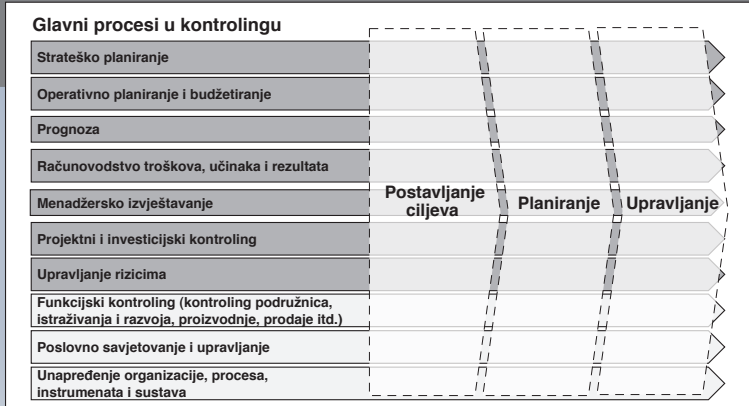 Glavni procesi u kontrolingu
Strateško planiranje
Operativno planiranje i budžetiranje
Prognoza
Računovodstvo troškova, učinaka i rezultata
Menadžersko izvještavanje
Projektni i investicijski kontroling
Upravljanje rizicima
Funkcijski kontroling (kontroling podružnica,
istraživanja i razvoja, proizvodnje, prodaje itd.)
Poslovno savjetovanje i upravljanje
Unapređenje organizacije, procesa,
instrumenata i sustava
Postavljanje
ciljeva
Planiranje
Upravljanje